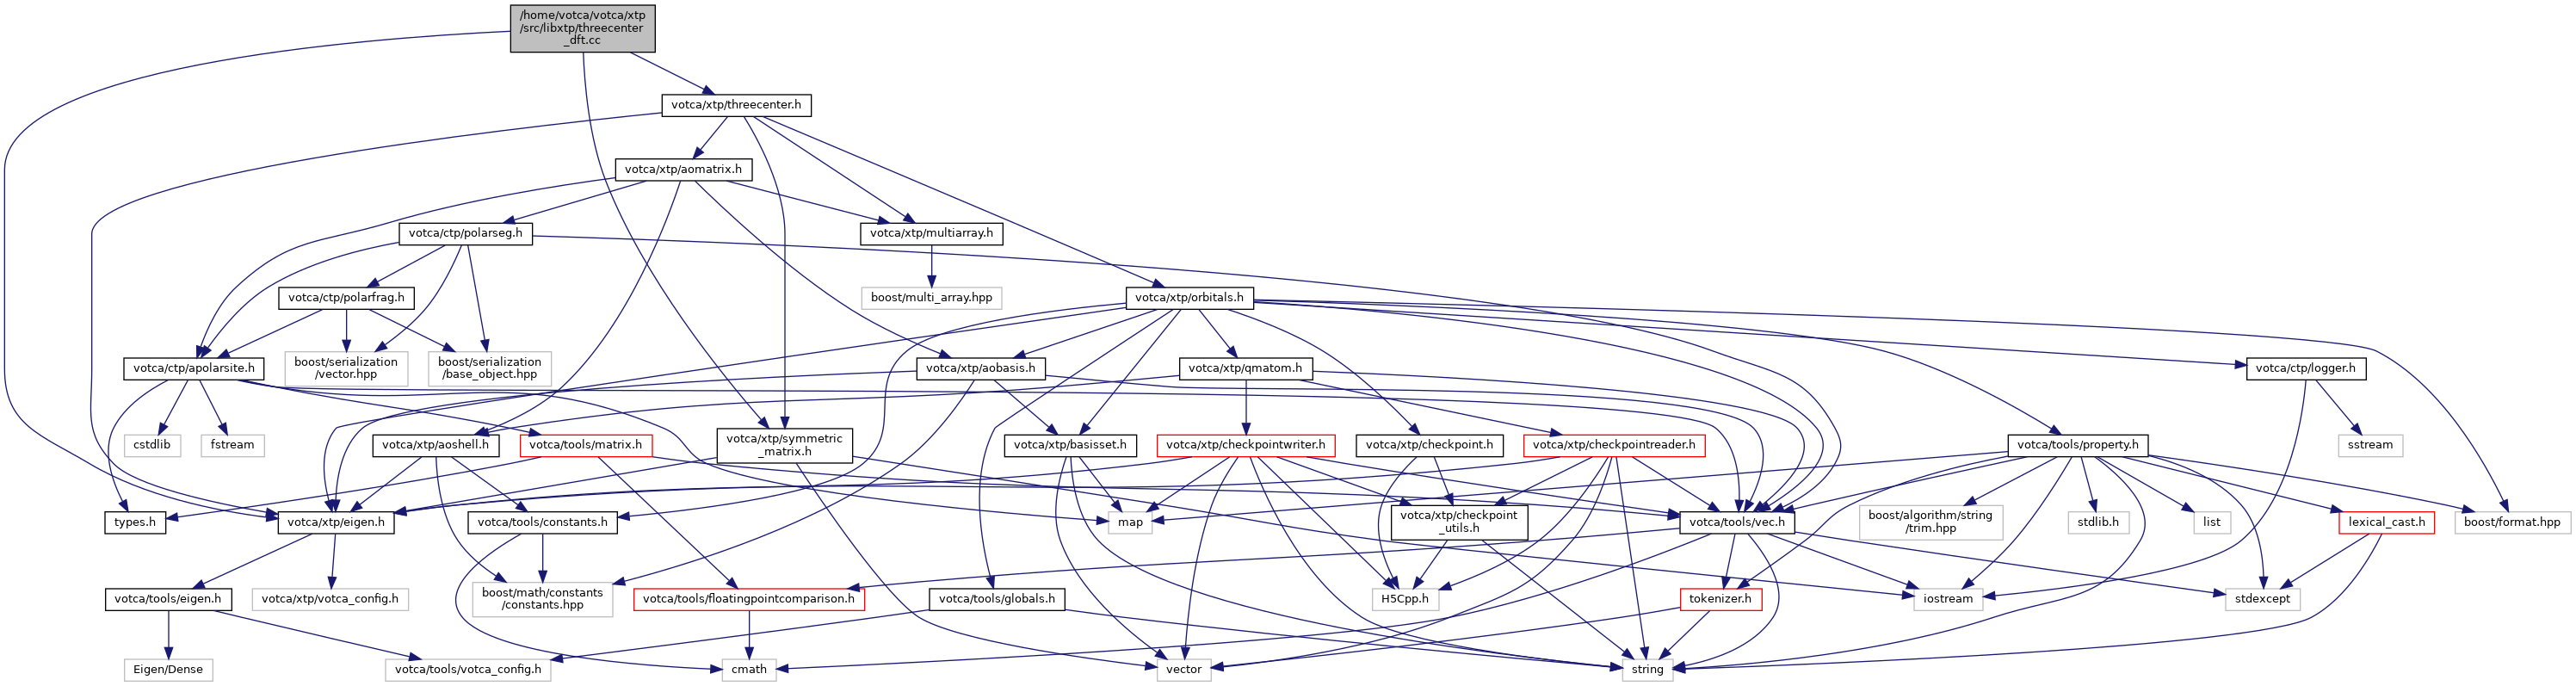 /home/votca/votca/xtp
/src/libxtp/threecenter
_dft.cc
votca/xtp/threecenter.h
votca/xtp/aomatrix.h
votca/ctp/polarseg.h
votca/xtp/multiarray.h
votca/ctp/polarfrag.h
boost/multi_array.hpp
votca/xtp/orbitals.h
votca/ctp/apolarsite.h
boost/serialization
/vector.hpp
boost/serialization
/base_object.hpp
votca/xtp/aobasis.h
votca/xtp/qmatom.h
votca/ctp/logger.h
cstdlib
fstream
votca/xtp/aoshell.h
votca/tools/matrix.h
votca/xtp/symmetric
_matrix.h
votca/xtp/basisset.h
votca/xtp/checkpointwriter.h
votca/xtp/checkpoint.h
votca/xtp/checkpointreader.h
votca/tools/property.h
sstream
types.h
votca/xtp/eigen.h
votca/tools/constants.h
map
votca/xtp/checkpoint
_utils.h
votca/tools/vec.h
boost/algorithm/string
/trim.hpp
stdlib.h
list
lexical_cast.h
boost/format.hpp
votca/tools/eigen.h
votca/xtp/votca_config.h
boost/math/constants
/constants.hpp
votca/tools/floatingpointcomparison.h
votca/tools/globals.h
H5Cpp.h
tokenizer.h
iostream
stdexcept
Eigen/Dense
votca/tools/votca_config.h
cmath
vector
string